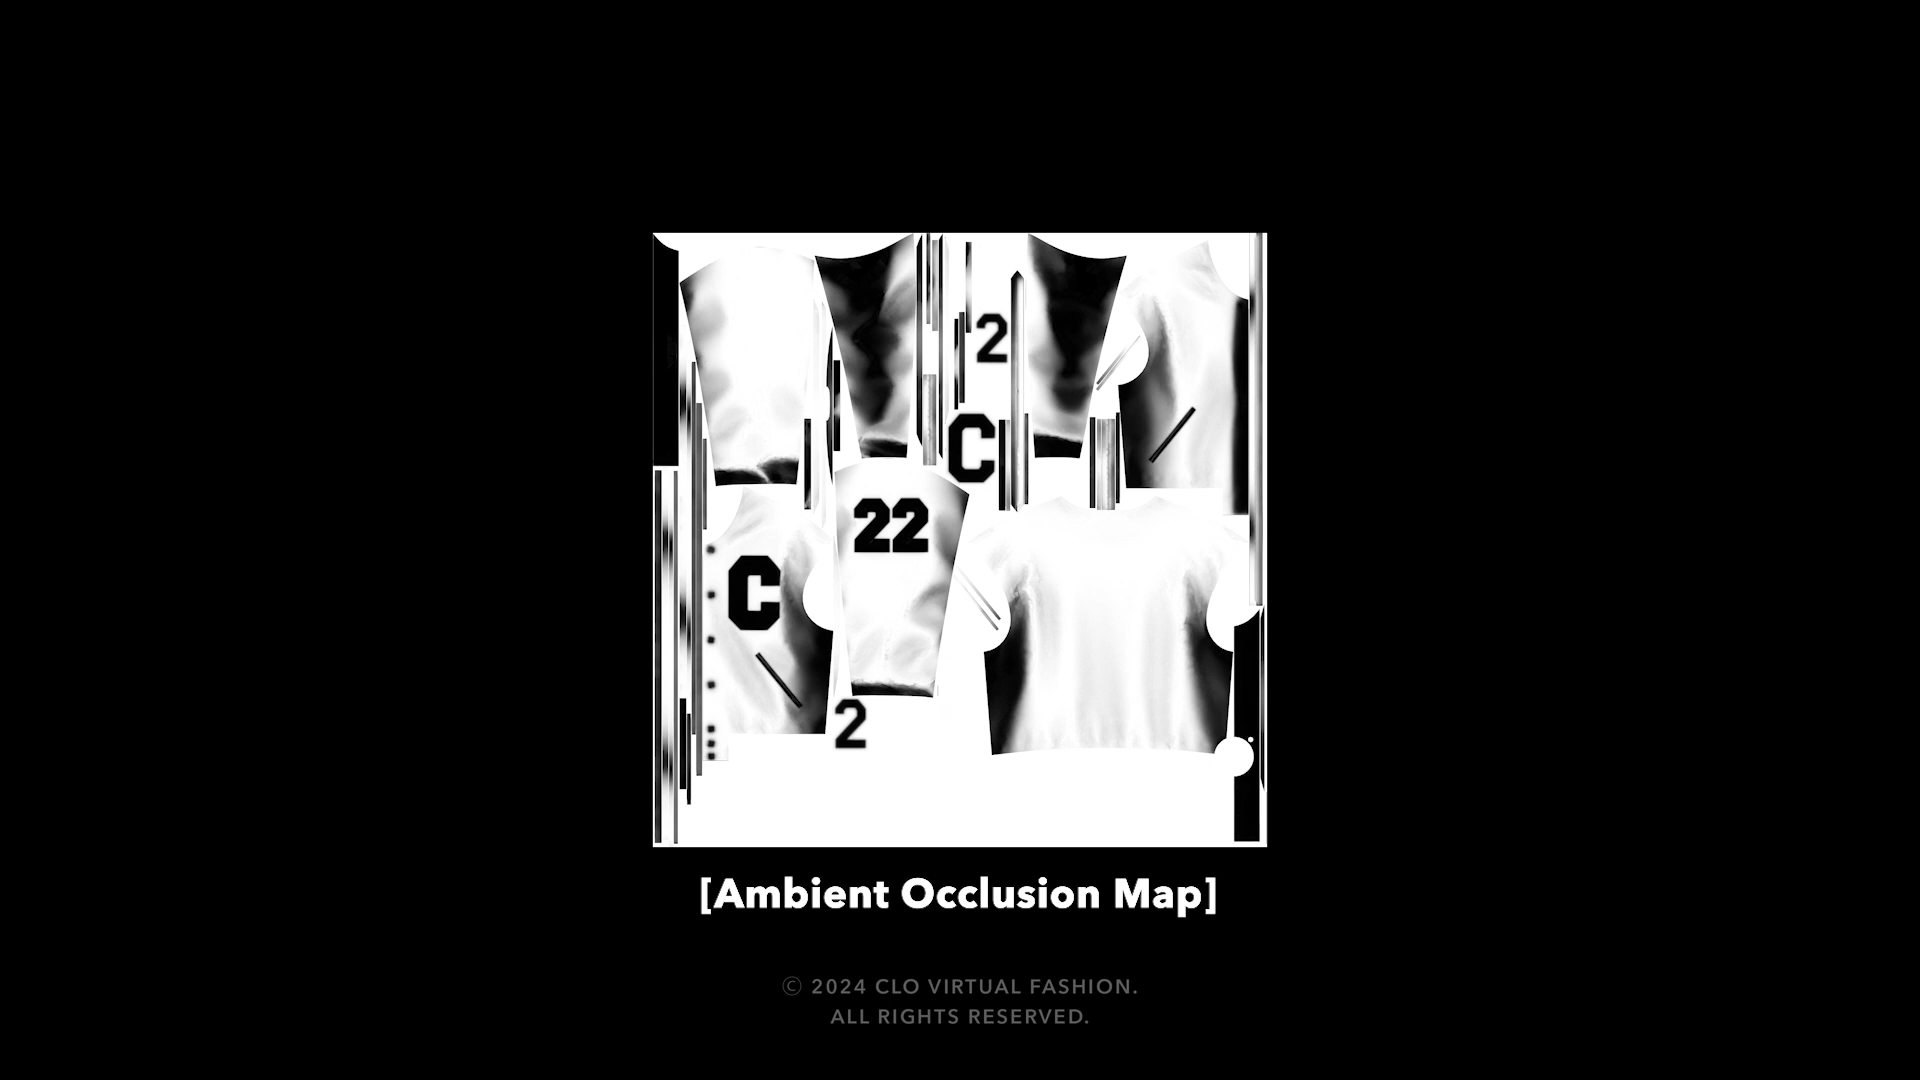 2
C
22
C
2
[Ambient Occlusion Map]
© 2024 CLO VIRTUAL FASHION.
ALL RIGHTS RESERVED.